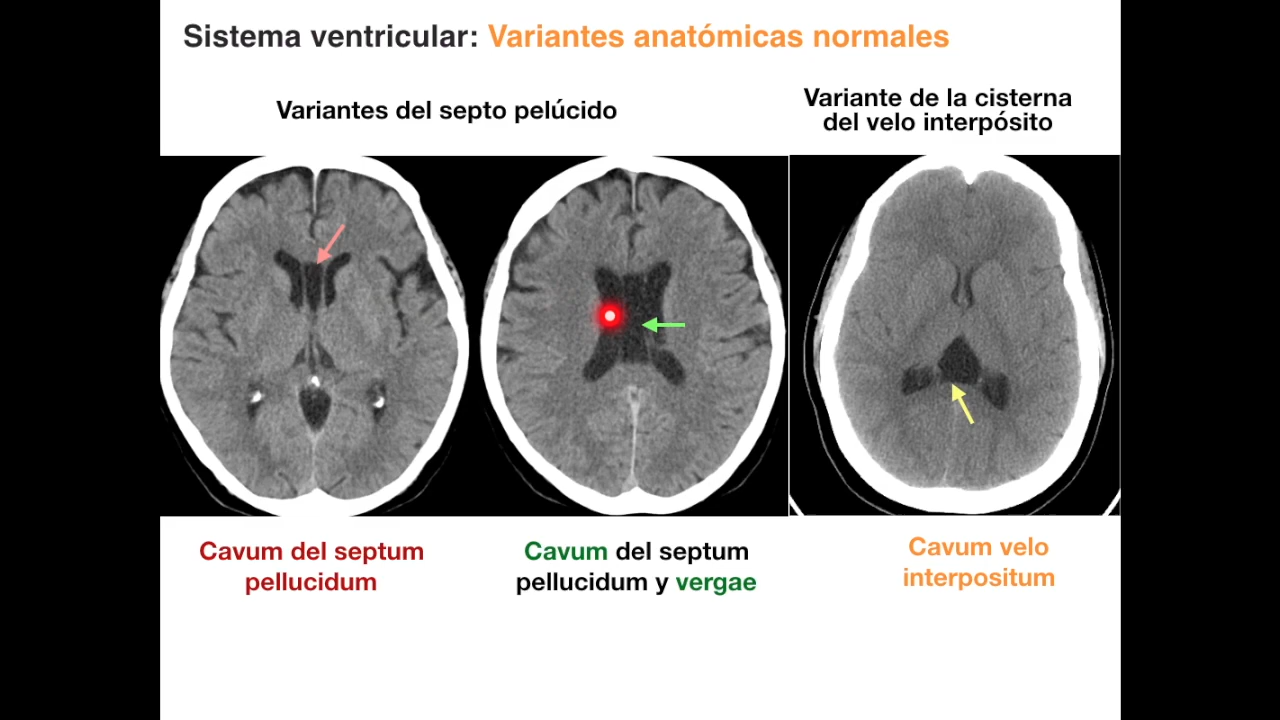 Sistema ventricular: Variantes anatómicas normales
Variantes del septo pelúcido
Variante de la cisterna
del velo interpósito
Cavum del septum
pellucidum
Cavum del septum
pellucidum y vergae
Cavum velo
interpositum